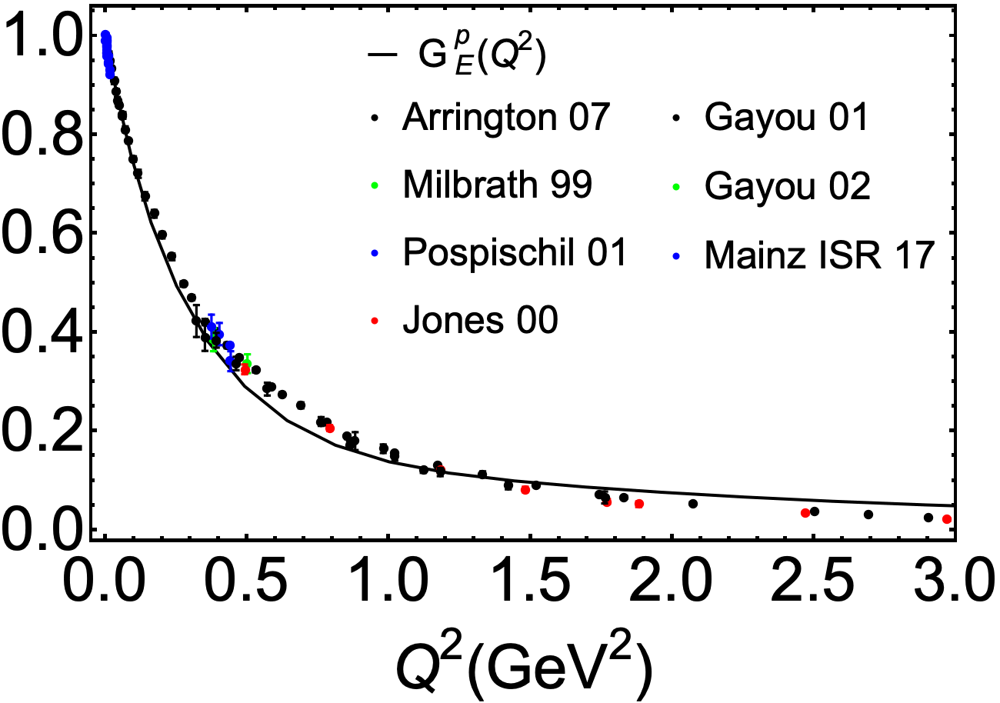 1.0
0.8
0.6
0.4
0.2
0.0
G_E^p(Q²)
Arrington 07
Gayou 01
Milbrath 99
Gayou 02
Pospischil 01
Mainz ISR 17
Jones 00
0.0 0.5 1.0 1.5 2.0 2.5 3.0
Q²(GeV²)